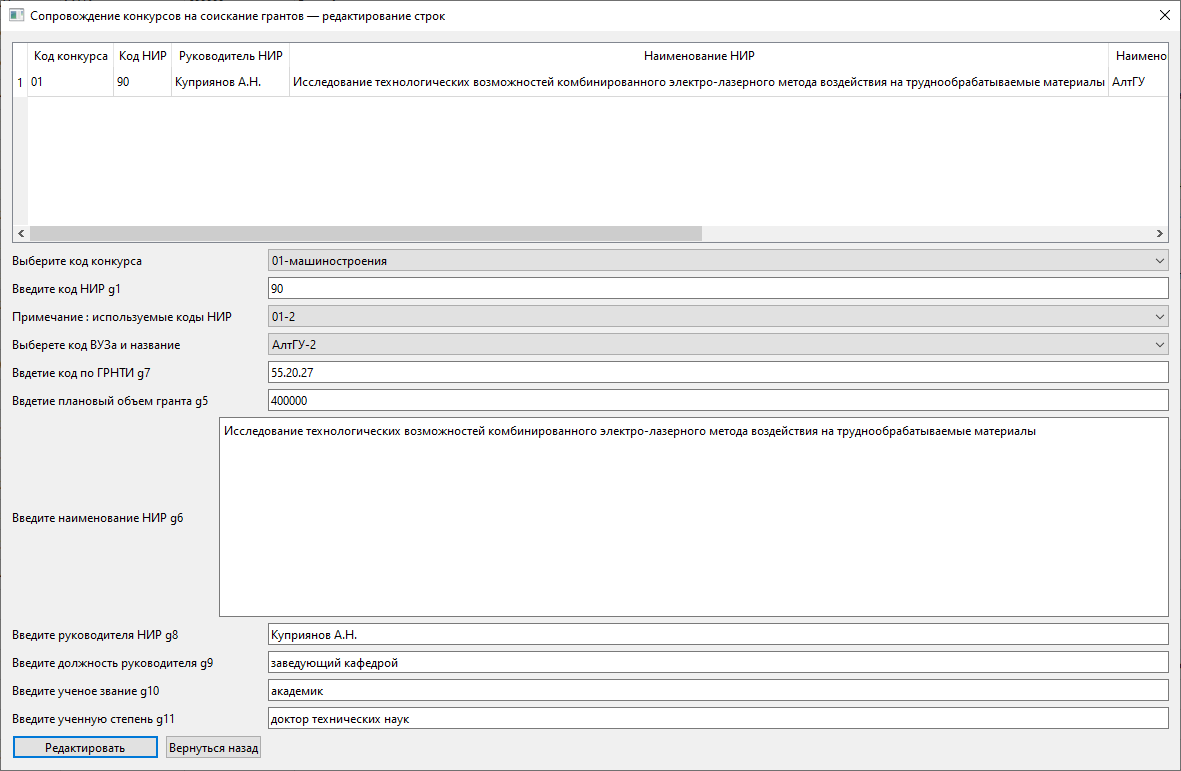 Сопровождение конкурсов на соискание грантов — редактирование строк
Код конкурса Код НИР Руководитель НИР Наименование НИР Наимено
1 01 90 Куприянов А.Н. Исследование технологических возможностей комбинированного электро-лазерного метода воздействия на труднообрабатываемые материалы АлтГУ
Выберите код конкурса 01-машиностроения
Введите код НИР g1 90
Примечание : используемые коды НИР 01-2
Выберете код ВУЗа и название АлтГУ-2
Ввдетие код по ГРНТИ g7 55.20.27
Ввдетие плановый объем гранта g5 400000
Исследование технологических возможностей комбинированного электро-лазерного метода воздействия на труднообрабатываемые материалы
Введите наименование НИР g6
Введите руководителя НИР g8 Куприянов А.Н.
Введите должность руководителя g9 заведующий кафедрой
Введите ученое звание g10 академик
Введите ученную степень g11 доктор технических наук
Редактировать Вернуться назад